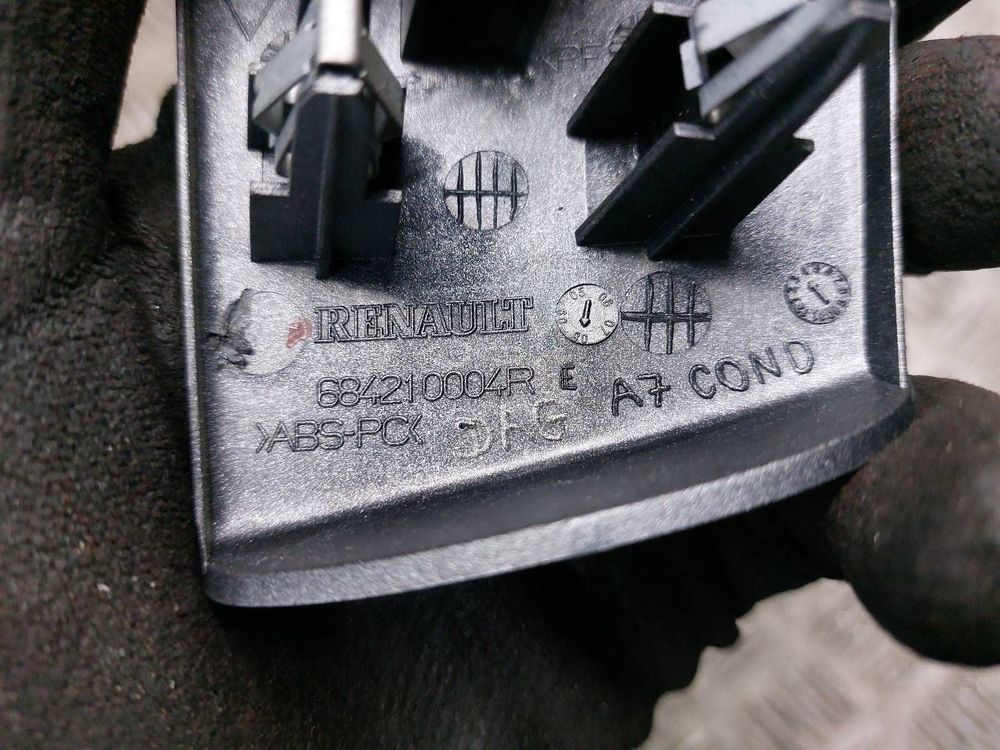 RENAULT
684210004R E
A7 COND
>ABS-PC<